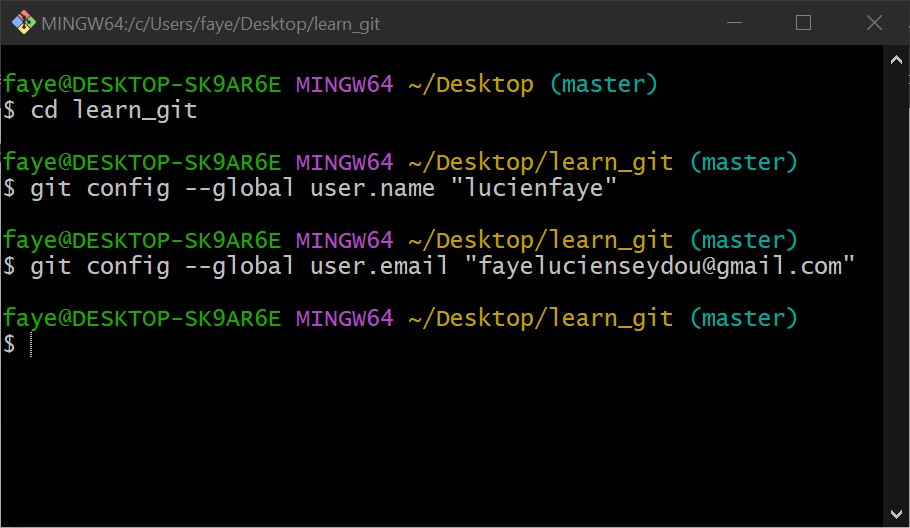 MINGW64:/c/Users/faye/Desktop/learn_git
faye@DESKTOP-SK9AR6E MINGW64 ~/Desktop (master)
$ cd learn_git
faye@DESKTOP-SK9AR6E MINGW64 ~/Desktop/learn_git (master)
$ git config --global user.name "lucienfaye"
faye@DESKTOP-SK9AR6E MINGW64 ~/Desktop/learn_git (master)
$ git config --global user.email "fayelucienseydou@gmail.com"
faye@DESKTOP-SK9AR6E MINGW64 ~/Desktop/learn_git (master)
$